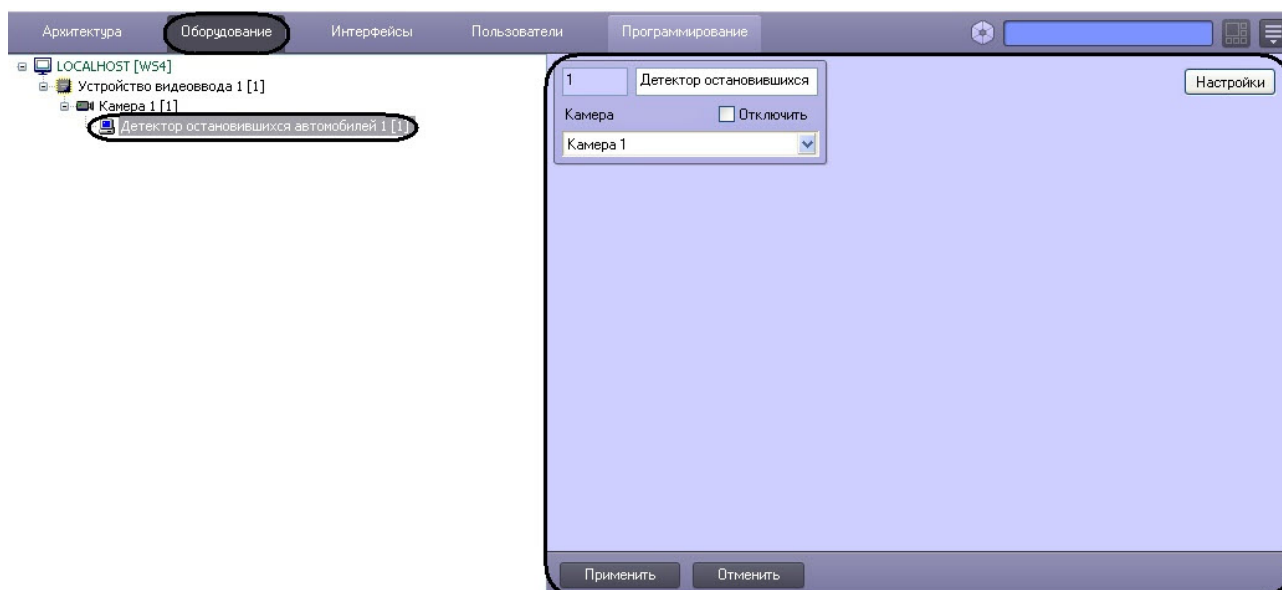 Архитектура Оборудование Интерфейсы Пользователи Программирование
LOCALHOST [WS4]
Устройство видеоввода 1 [1]
Камера 1 [1]
Детектор остановившихся автомобилей 1 [1]
1 Детектор остановившихся
Настройки
Камера Отключить
Камера 1
Применить Отменить